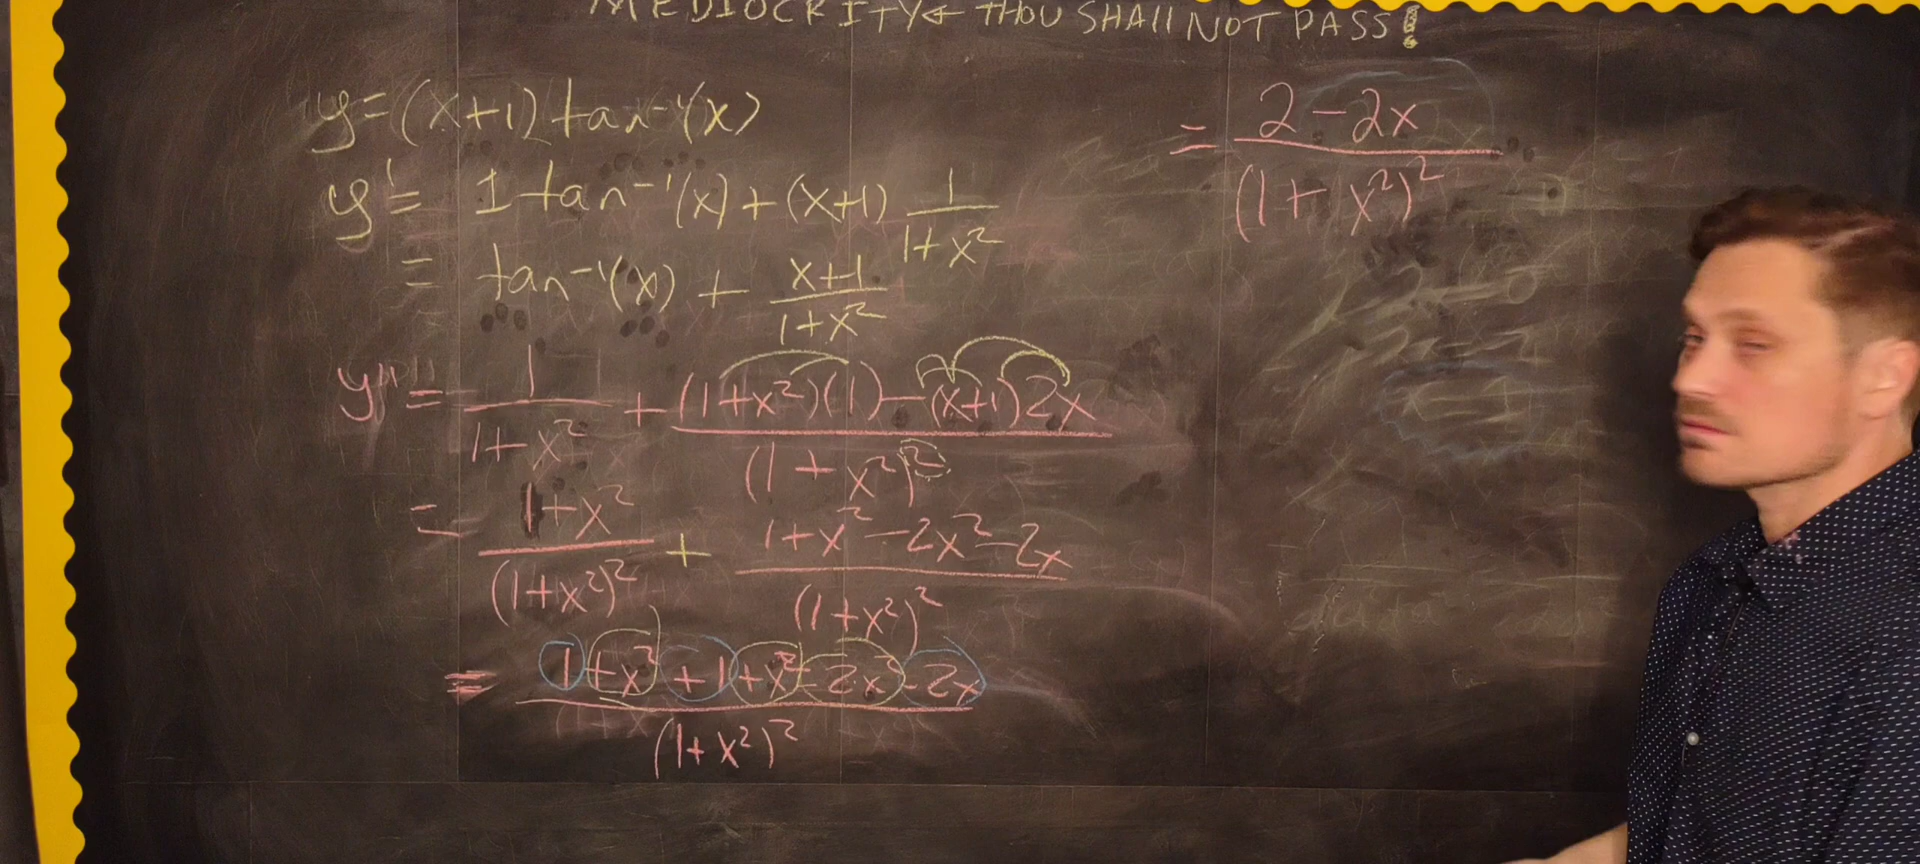 MEDIOCRITY← THOU SHAll NOT PASS!
y=(x+1) tan⁻¹(x)
y' = 1 tan⁻¹(x) + (x+1) 1/(1+x²)
= tan⁻¹(x) + (x+1)/(1+x²)
y'' = 1/(1+x²) + ((1+x²)(1)-(x+1)2x)/(1+x²)²
= (1+x²)/(1+x²)² + (1+x²-2x²-2x)/(1+x²)²
= (1+x²+1+x²-2x²-2x)/(1+x²)²
= (2-2x)/(1+x²)²